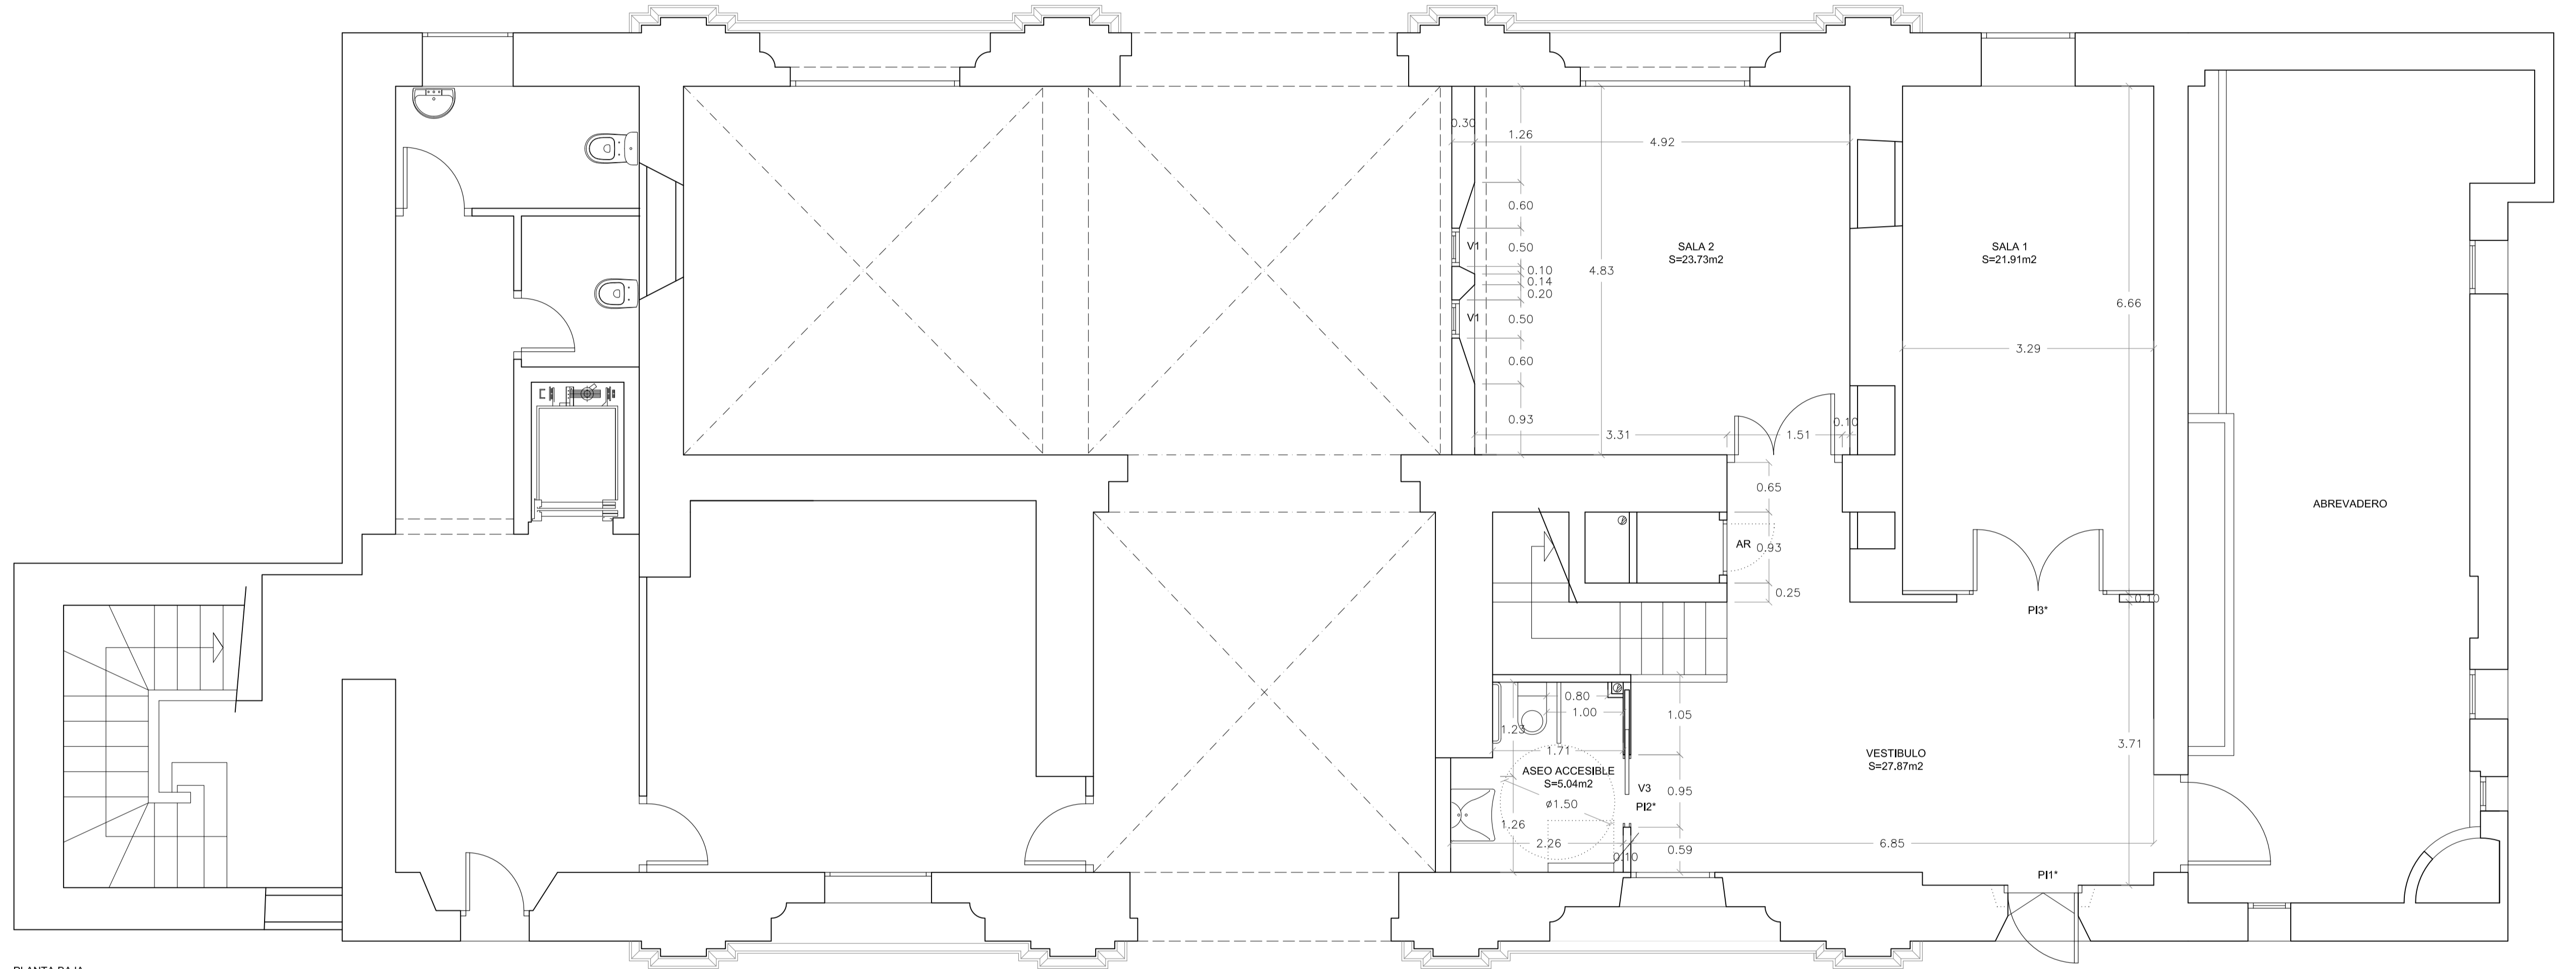 0.30
1.26
4.92
0.60
V1
0.50
SALA 2
S=23.73m2
SALA 1
S=21.91m2
0.10
4.83
0.14
0.20
V1
0.50
6.66
0.60
3.29
0.93
0.10
3.31
1.51
0.65
ABREVADERO
AR
0.93
0.25
0.10
PI3*
0.80
1.00
1.05
1.23
1.71
3.71
VESTIBULO
S=27.87m2
ASEO ACCESIBLE
S=5.04m2
V3
0.95
ø1.50
PI2*
1.26
2.26
0.10
0.59
6.85
PI1*
PLANTA BAJA